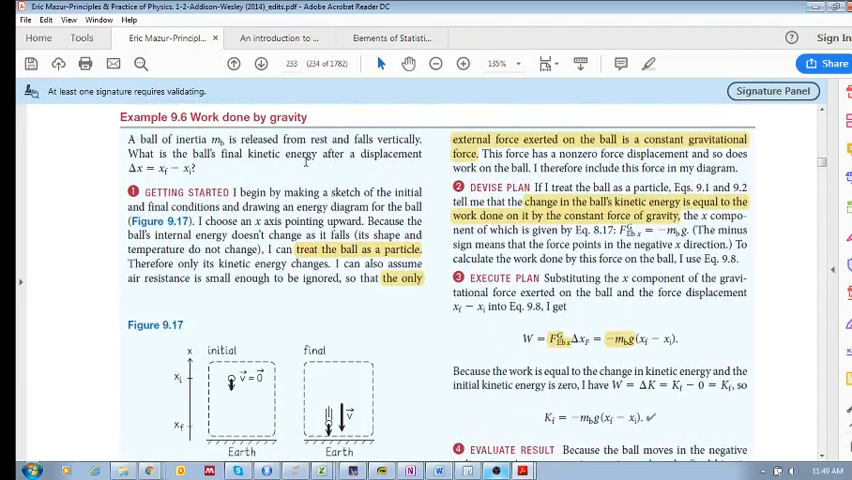 Eric Mazur-Principles & Practice of Physics. 1-2-Addison-Wesley (2014)_edits.pdf - Adobe Acrobat Reader DC
File Edit View Window Help
Home Tools Eric Mazur-Principl... × An introduction to ... Elements of Statisti... Sign In
233 (234 of 1782) 135% Share
At least one signature requires validating. Signature Panel
Example 9.6 Work done by gravity
A ball of inertia mb is released from rest and falls vertically.
What is the ball's final kinetic energy after a displacement
Δx = xf − xi?
❶ GETTING STARTED I begin by making a sketch of the initial
and final conditions and drawing an energy diagram for the ball
(Figure 9.17). I choose an x axis pointing upward. Because the
ball's internal energy doesn't change as it falls (its shape and
temperature do not change), I can treat the ball as a particle.
Therefore only its kinetic energy changes. I can also assume
air resistance is small enough to be ignored, so that the only
Figure 9.17
x initial final
xi v⃗ = 0⃗
v⃗
xf
Earth Earth
external force exerted on the ball is a constant gravitational
force. This force has a nonzero force displacement and so does
work on the ball. I therefore include this force in my diagram.
❷ DEVISE PLAN If I treat the ball as a particle, Eqs. 9.1 and 9.2
tell me that the change in the ball's kinetic energy is equal to the
work done on it by the constant force of gravity, the x compo-
nent of which is given by Eq. 8.17: F^G_Eb x = −mbg. (The minus
sign means that the force points in the negative x direction.) To
calculate the work done by this force on the ball, I use Eq. 9.8.
❸ EXECUTE PLAN Substituting the x component of the gravi-
tational force exerted on the ball and the force displacement
xf − xi into Eq. 9.8, I get
W = F^G_Eb x ΔxF = −mbg(xf − xi).
Because the work is equal to the change in kinetic energy and the
initial kinetic energy is zero, I have W = ΔK = Kf − 0 = Kf, so
Kf = −mbg(xf − xi). ✓
❹ EVALUATE RESULT Because the ball moves in the negative
11:49 AM